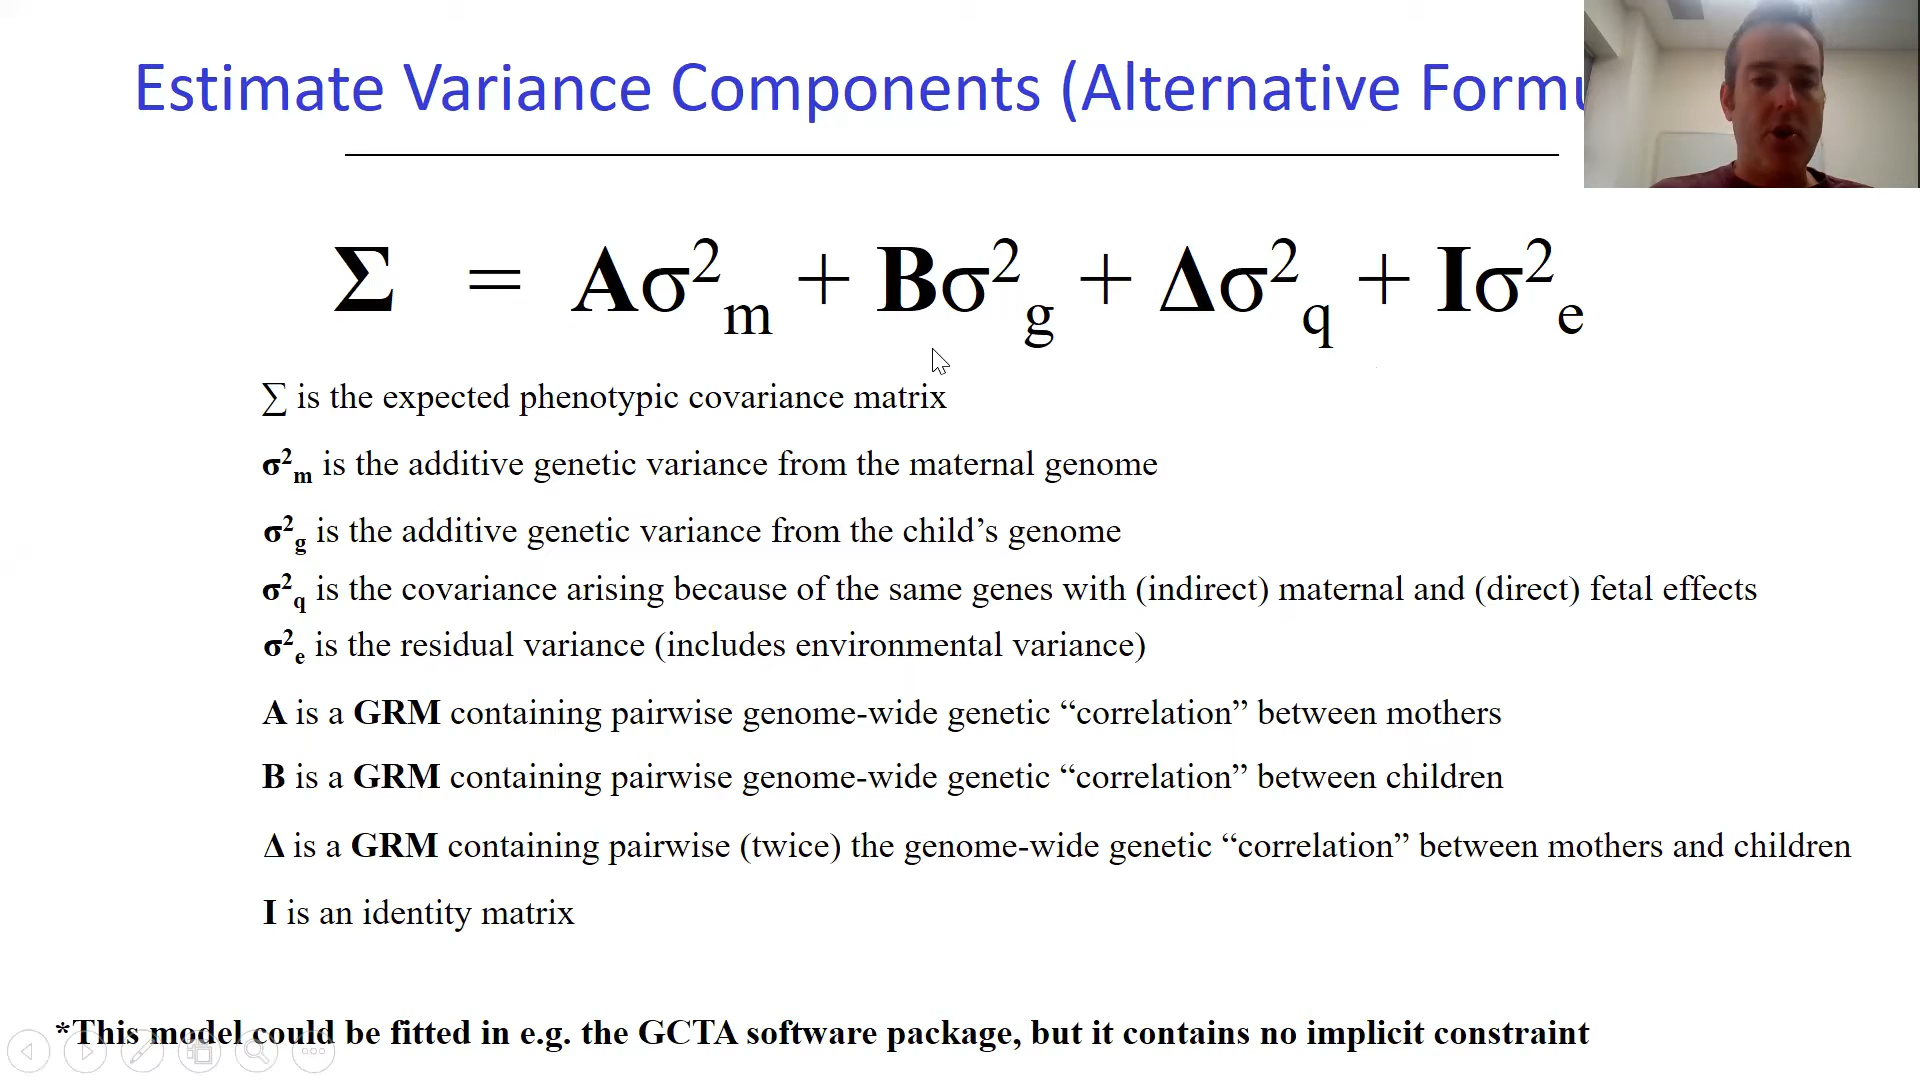 Estimate Variance Components (Alternative Formu
Σ = Aσ²ₘ + Bσ²g + Δσ²q + Iσ²ₑ
∑ is the expected phenotypic covariance matrix
σ²ₘ is the additive genetic variance from the maternal genome
σ²g is the additive genetic variance from the child’s genome
σ²q is the covariance arising because of the same genes with (indirect) maternal and (direct) fetal effects
σ²ₑ is the residual variance (includes environmental variance)
A is a GRM containing pairwise genome-wide genetic “correlation” between mothers
B is a GRM containing pairwise genome-wide genetic “correlation” between children
Δ is a GRM containing pairwise (twice) the genome-wide genetic “correlation” between mothers and children
I is an identity matrix
*This model could be fitted in e.g. the GCTA software package, but it contains no implicit constraint